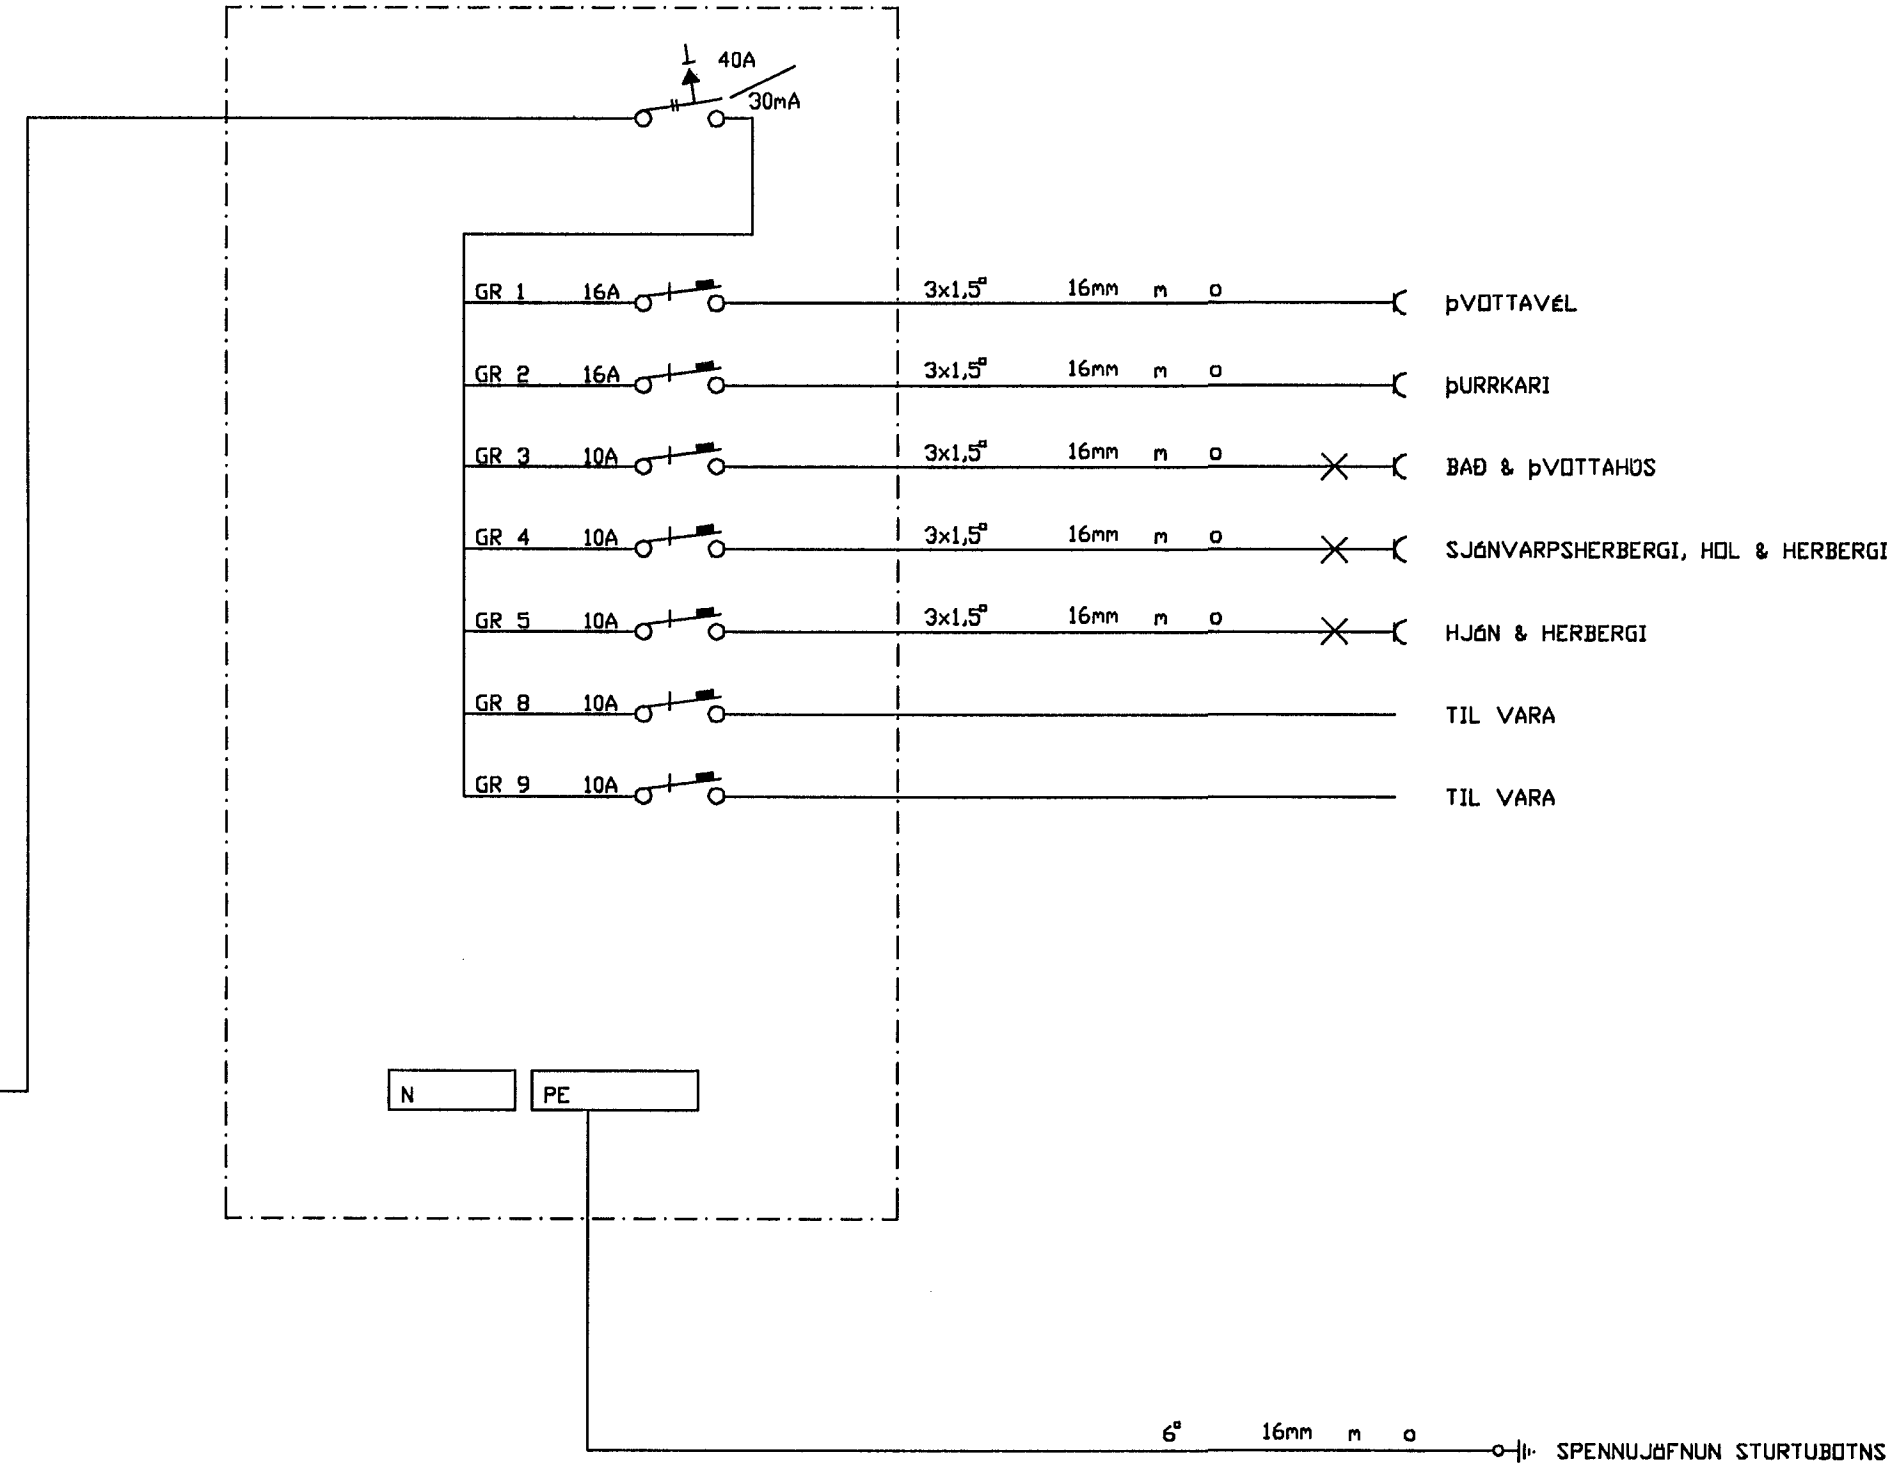 40A
30mA
GR 1 16A 3x1,5▫ 16mm m o ÞVOTTAVÉL
GR 2 16A 3x1,5▫ 16mm m o ÞURRKARI
GR 3 10A 3x1,5▫ 16mm m o BAÐ & ÞVOTTAHÚS
GR 4 10A 3x1,5▫ 16mm m o SJÓNVARPSHERBERGI, HOL & HERBERGI
GR 5 10A 3x1,5▫ 16mm m o HJÓN & HERBERGI
GR 8 10A TIL VARA
GR 9 10A TIL VARA
N PE
6▫ 16mm m o SPENNUJÖFNUN STURTUBOTNS